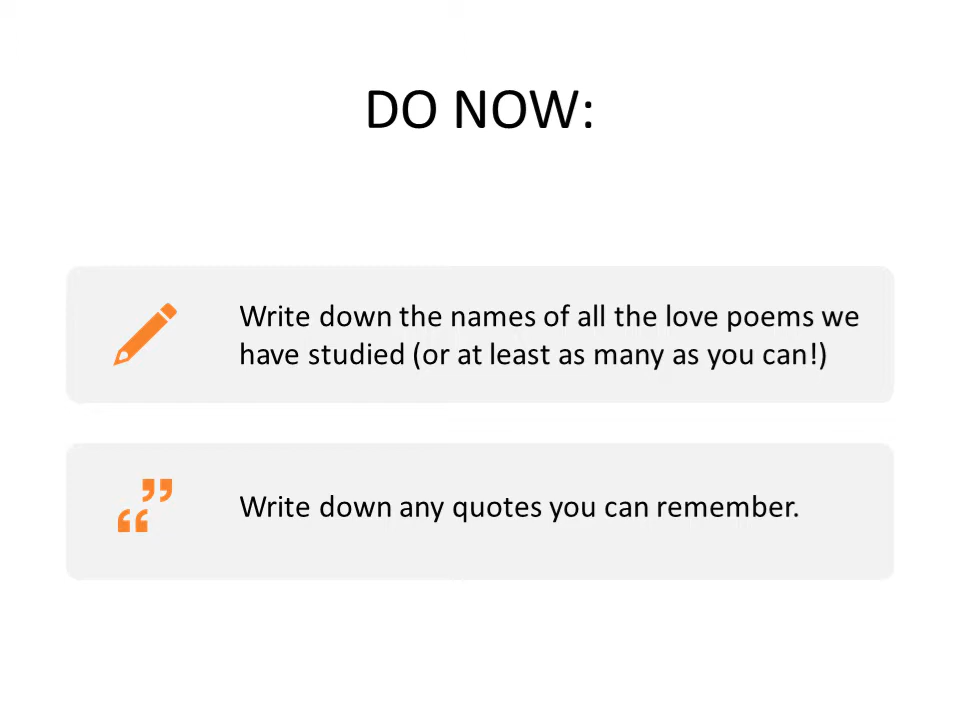 DO NOW:
Write down the names of all the love poems we
have studied (or at least as many as you can!)
Write down any quotes you can remember.